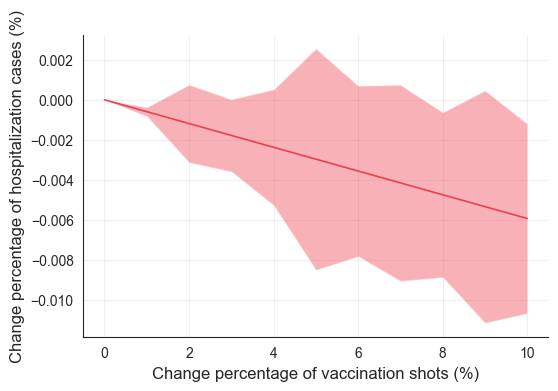 Change percentage of hospitalization cases (%)
0.002
0.000
−0.002
−0.004
−0.006
−0.008
−0.010
0 2 4 6 8 10
Change percentage of vaccination shots (%)